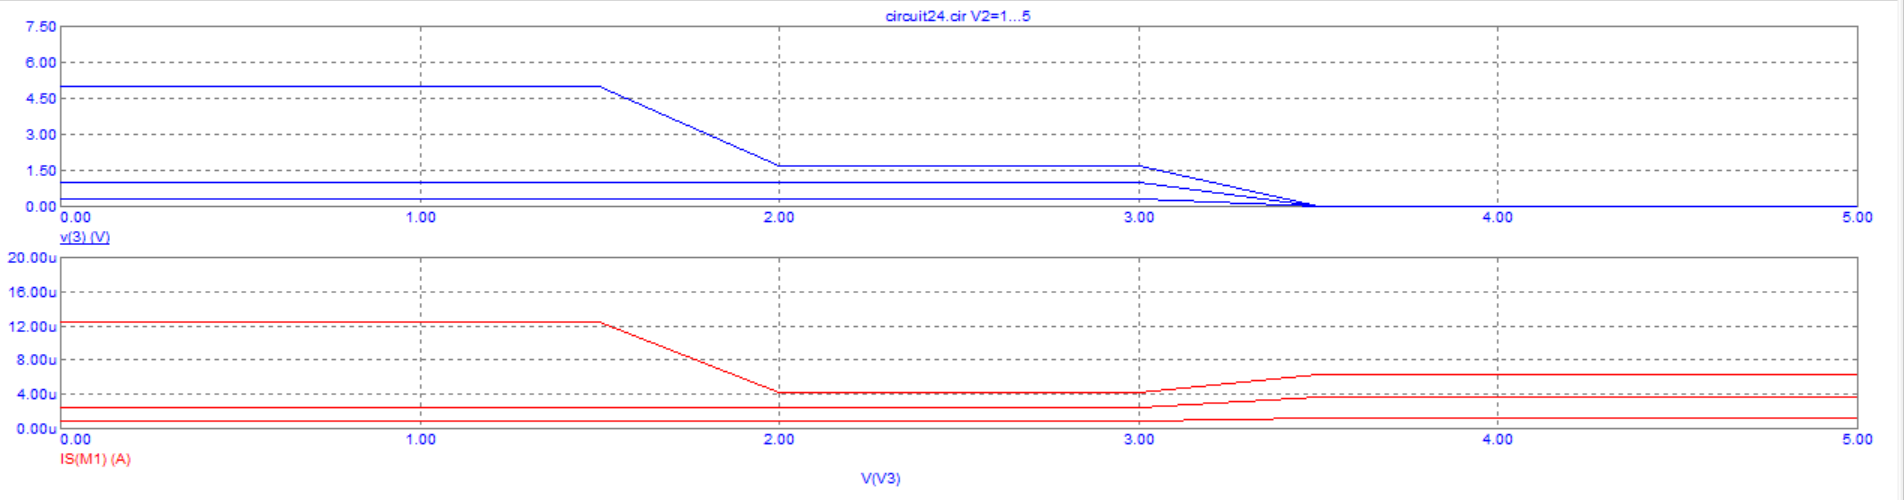 circuit24.cir V2=1...5
7.50
6.00
4.50
3.00
1.50
0.00
0.00 1.00 2.00 3.00 4.00 5.00
v(3) (V)
20.00u
16.00u
12.00u
8.00u
4.00u
0.00u
0.00 1.00 2.00 3.00 4.00 5.00
IS(M1) (A)
V(V3)